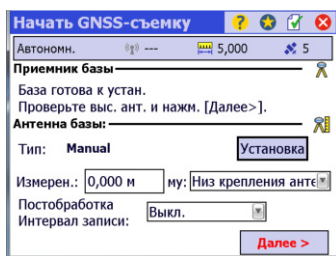 Начать GNSS-съемку
Автономн. --- 5,000 5
Приемник базы
База готова к устан.
Проверьте выс. ант. и нажм. [Далее>].
Антенна базы:
Тип: Manual Установка
Измерен.: 0,000 м му: Низ крепления анте
Постобработка
Интервал записи: Выкл.
Далее >